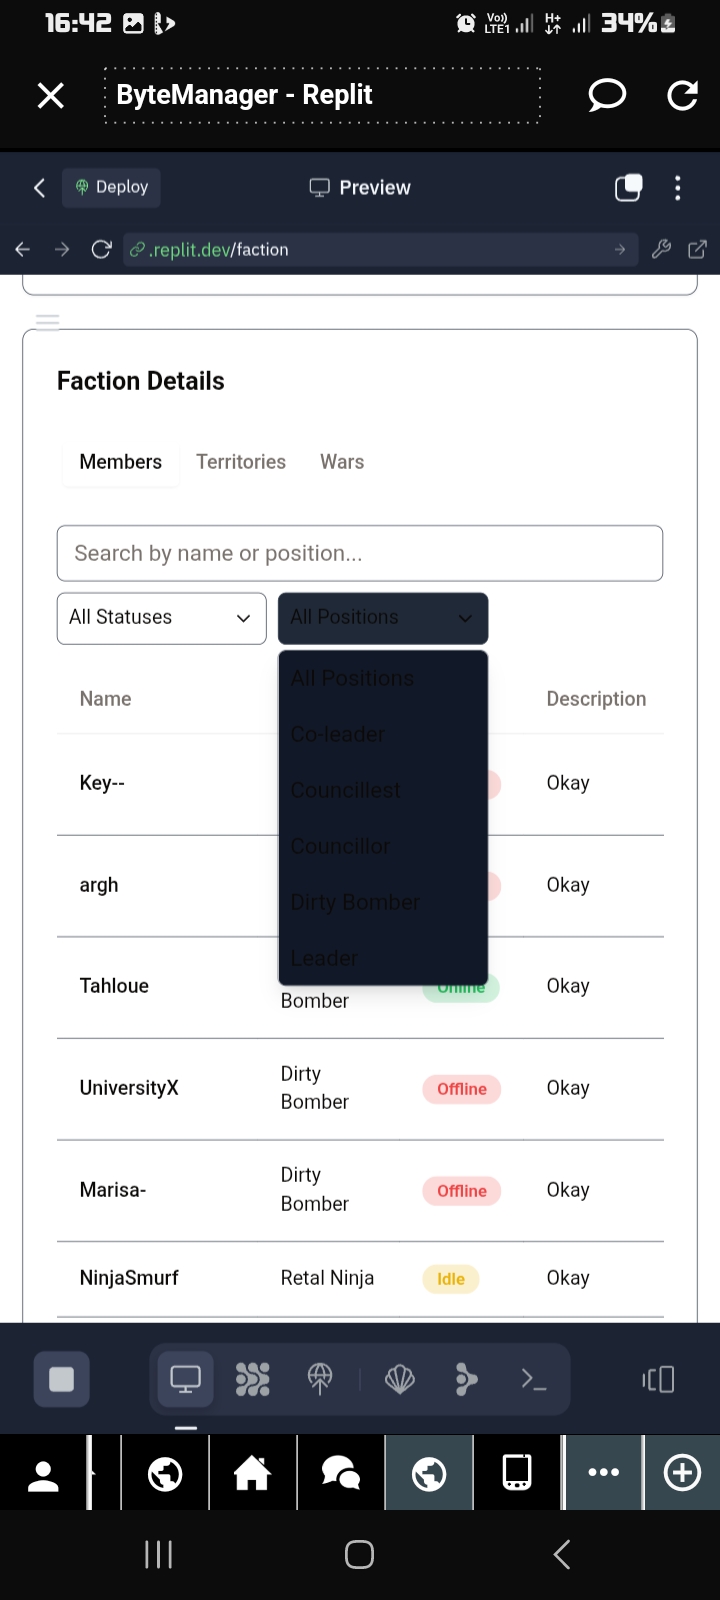 16:42
Vo))
LTE1
H+
34%
ByteManager - Replit
Deploy
Preview
.replit.dev/faction
Faction Details
Members Territories Wars
Search by name or position...
All Statuses
All Positions
All Positions
Co-leader
Councillest
Councillor
Dirty Bomber
Leader
Name Description
Key-- Okay
argh Okay
Tahloue Bomber Online Okay
UniversityX Dirty Bomber Offline Okay
Marisa- Dirty Bomber Offline Okay
NinjaSmurf Retal Ninja Idle Okay